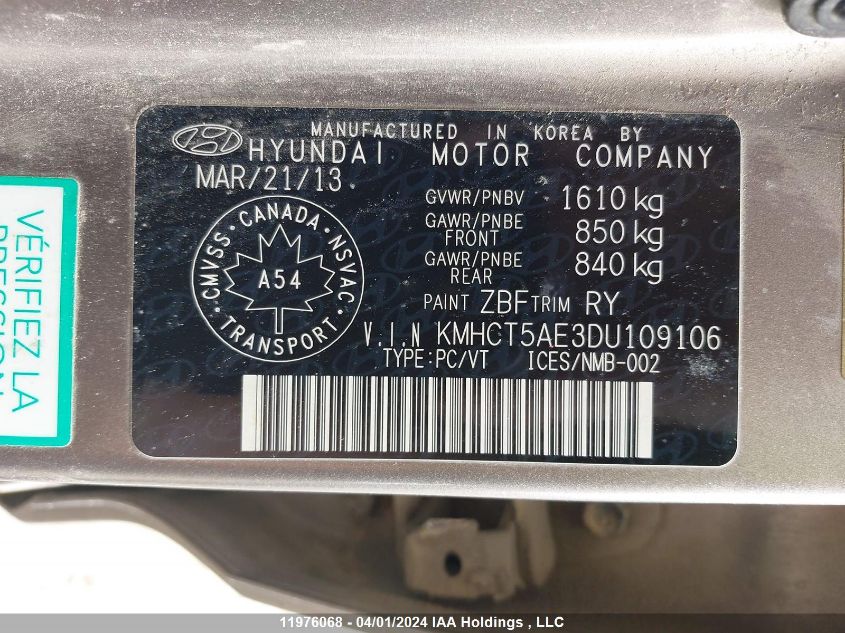 MANUFACTURED IN KOREA BY
HYUNDAI MOTOR COMPANY
MAR/21/13
GVWR/PNBV 1610 kg
GAWR/PNBE FRONT 850 kg
GAWR/PNBE REAR 840 kg
CMVSS · CANADA · NSVAC
A54
TRANSPORT
PAINT ZBF TRIM RY
V.I.N KMHCT5AE3DU109106
TYPE:PC/VT ICES/NMB-002
VÉRIFIEZ LA
11976068 - 04/01/2024 IAA Holdings , LLC